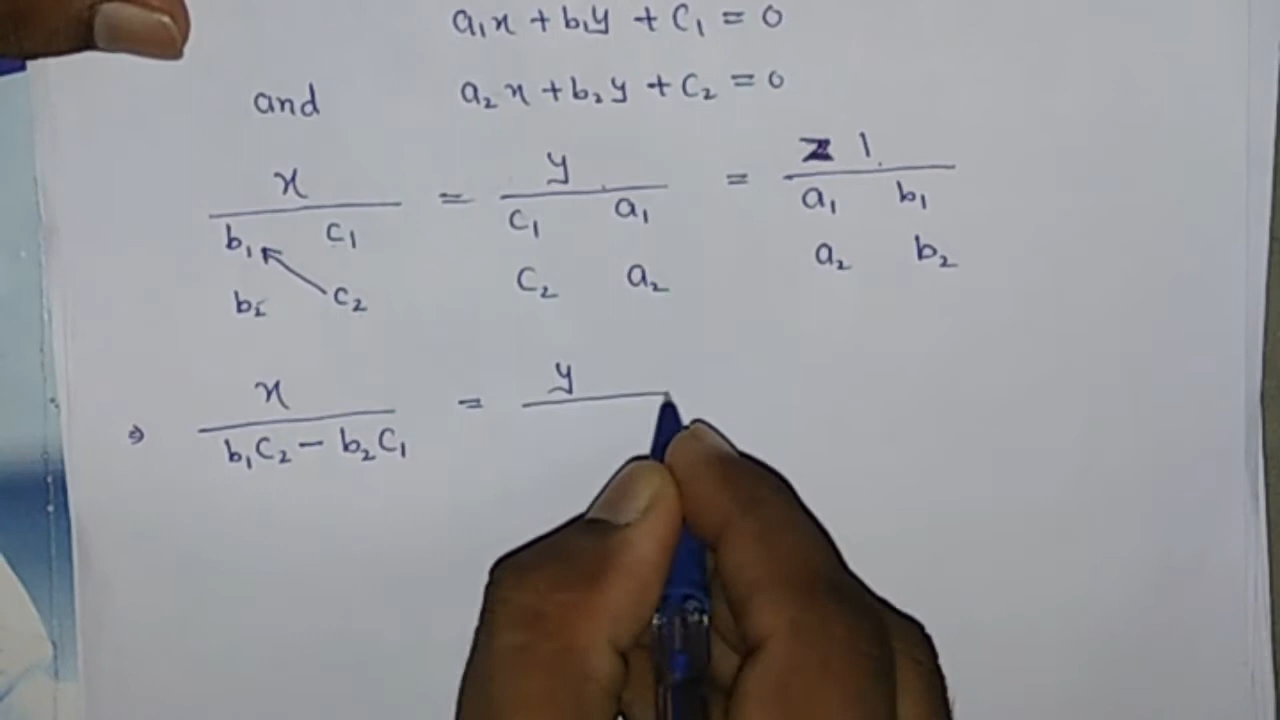 a₁x + b₁y + c₁ = 0
and a₂x + b₂y + c₂ = 0
x = y = 1
b₁ c₁ c₁ a₁ a₁ b₁
b₂ c₂ c₂ a₂ a₂ b₂
⇒ x = y
b₁c₂ − b₂c₁